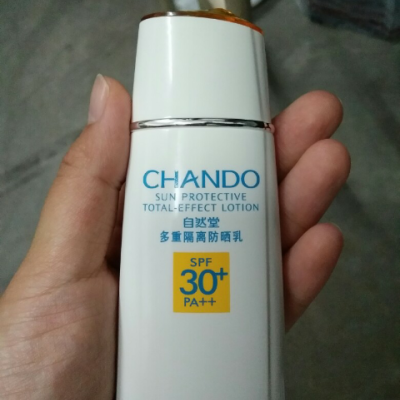 CHANDO
SUN PROTECTIVE
TOTAL-EFFECT LOTION
自然堂
多重隔离防晒乳
SPF
30+
PA++